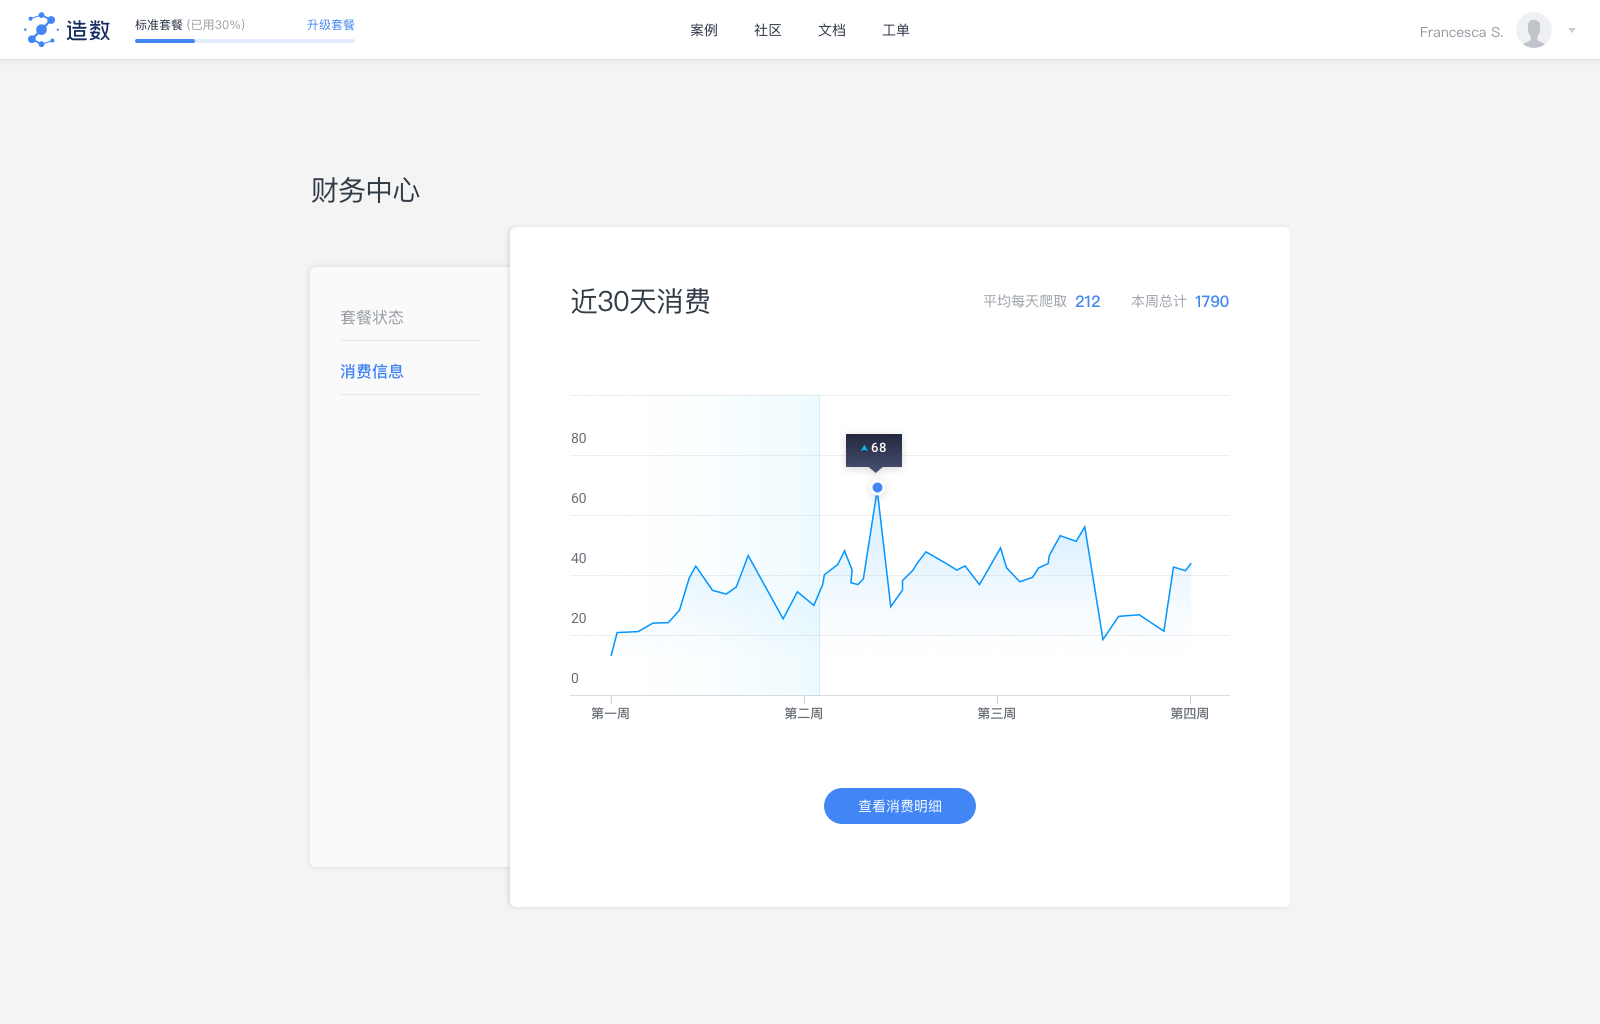 造数
标准套餐 (已用30%) 升级套餐
案例 社区 文档 工单
Francesca S.
财务中心
套餐状态
消费信息
近30天消费
平均每天爬取 212 本周总计 1790
80
68
60
40
20
0
第一周 第二周 第三周 第四周
查看消费明细